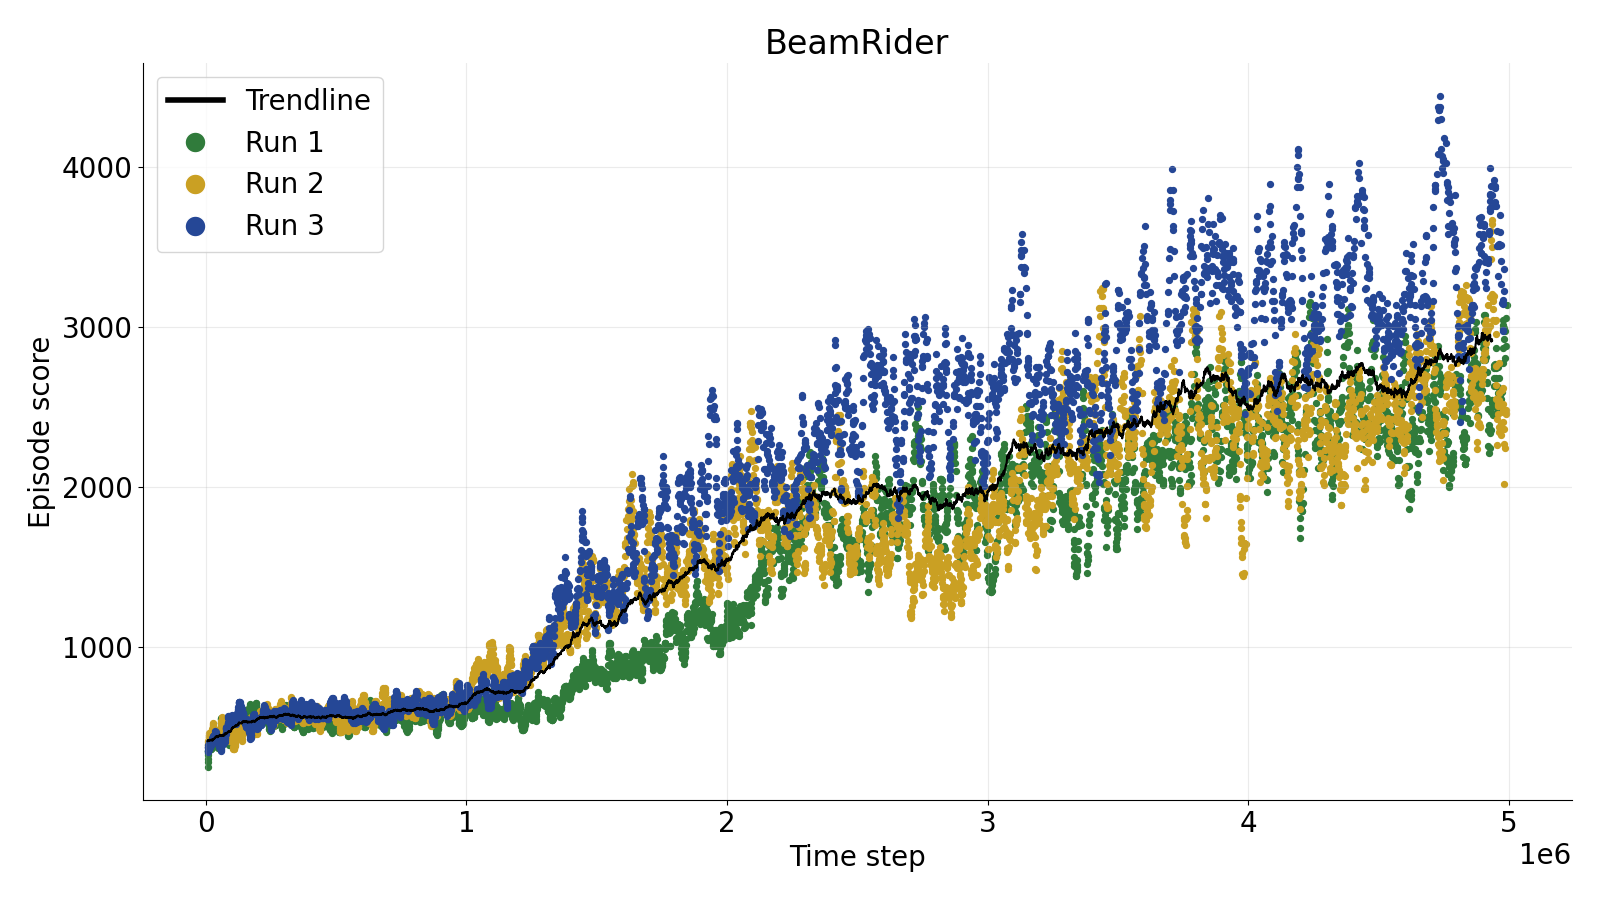 BeamRider
Trendline
Run 1
Run 2
Run 3
Episode score
4000
3000
2000
1000
0 1 2 3 4 5
1e6
Time step